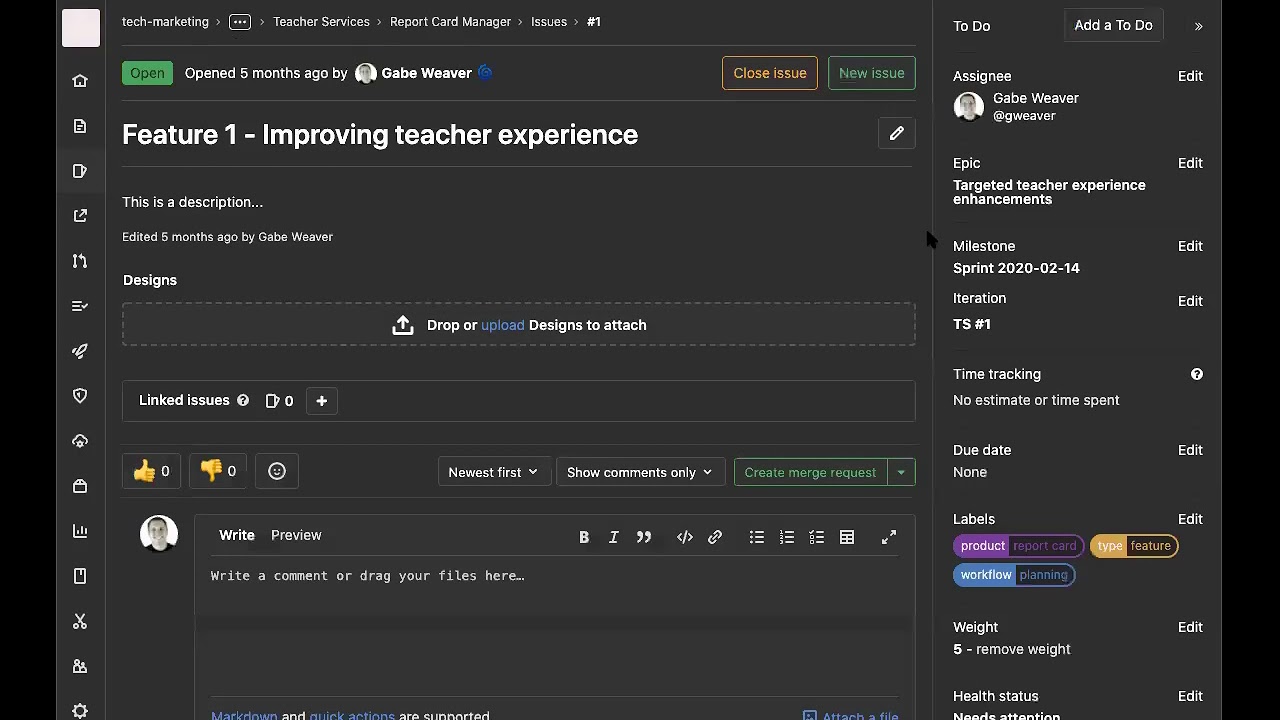 tech-marketing › ... › Teacher Services › Report Card Manager › Issues › #1
Open Opened 5 months ago by Gabe Weaver
Close issue New issue
Feature 1 - Improving teacher experience
This is a description...
Edited 5 months ago by Gabe Weaver
Designs
Drop or upload Designs to attach
Linked issues ? 0 +
👍 0 👎 0
Newest first Show comments only Create merge request
Write Preview
B I
Write a comment or drag your files here…
Markdown and quick actions are supported
Attach a file
To Do Add a To Do »
Assignee Edit
Gabe Weaver
@gweaver
Epic Edit
Targeted teacher experience
enhancements
Milestone Edit
Sprint 2020-02-14
Iteration Edit
TS #1
Time tracking ?
No estimate or time spent
Due date Edit
None
Labels Edit
product report card type feature
workflow planning
Weight Edit
5 - remove weight
Health status Edit
Needs attention